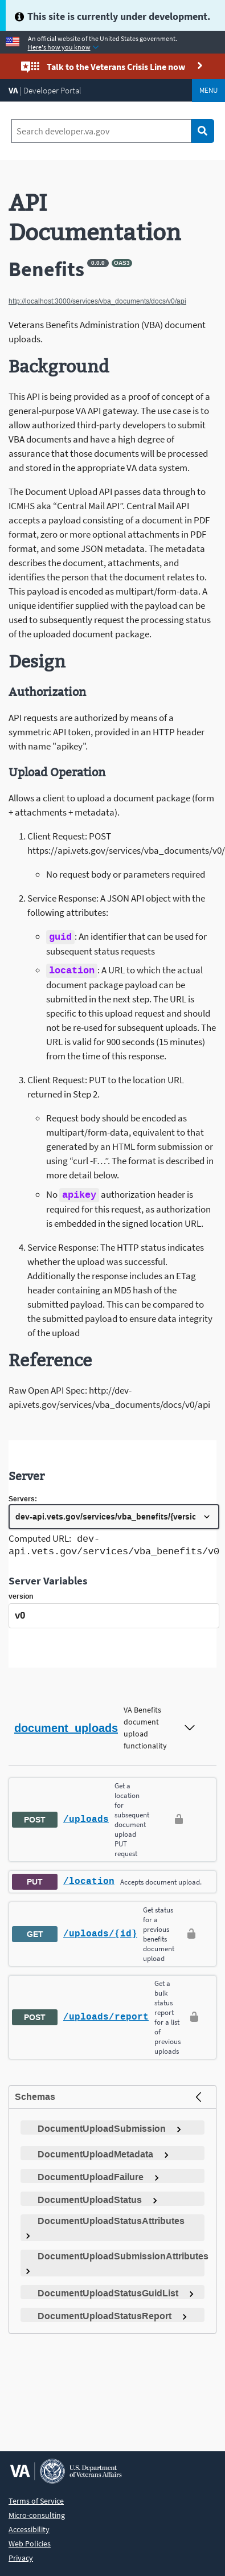 This site is currently under development.
An official website of the United States government.
Here's how you know
Talk to the Veterans Crisis Line now
VA | Developer Portal
MENU
Search developer.va.gov
API
Documentation
Benefits 0.0.0 OAS3
http://localhost:3000/services/vba_documents/docs/v0/api
Veterans Benefits Administration (VBA) document
uploads.
Background
This API is being provided as a proof of concept of a
general-purpose VA API gateway. The use case is to
allow authorized third-party developers to submit
VBA documents and to have a high degree of
assurance that those submissions will be processed
and stored in the appropriate VA data system.
The Document Upload API passes data through to
ICMHS aka "Central Mail API". Central Mail API
accepts a payload consisting of a document in PDF
format, zero or more optional attachments in PDF
format, and some JSON metadata. The metadata
describes the document and attachments, and
identifies the person that the document relates to.
This payload is encoded as multipart/form-data. A
unique identifier supplied with the payload can be
used to subsequently request the processing status
of the uploaded document package.
Design
Authorization
API requests are authorized by means of a
symmetric API token, provided in an HTTP header
with name "apikey".
Upload Operation
Allows a client to upload a document package (form
+ attachments + metadata).
1. Client Request: POST
https://api.vets.gov/services/vba_documents/v0/
No request body or parameters required
2. Service Response: A JSON API object with the
following attributes:
guid : An identifier that can be used for
subsequent status requests
location : A URL to which the actual
document package payload can be
submitted in the next step. The URL is
specific to this upload request and should
not be re-used for subsequent uploads. The
URL is valid for 900 seconds (15 minutes)
from the time of this response.
3. Client Request: PUT to the location URL
returned in Step 2.
Request body should be encoded as
multipart/form-data, equivalent to that
generated by an HTML form submission or
using "curl -F…". The format is described in
more detail below.
No apikey authorization header is
required for this request, as authorization
is embedded in the signed location URL.
4. Service Response: The HTTP status indicates
whether the upload was successful.
Additionally the response includes an ETag
header containing an MD5 hash of the
submitted payload. This can be compared to
the submitted payload to ensure data integrity
of the upload
Reference
Raw Open API Spec: http://dev-
api.vets.gov/services/vba_documents/docs/v0/api
Server
Servers:
dev-api.vets.gov/services/vba_benefits/{versic
Computed URL: dev-
api.vets.gov/services/vba_benefits/v0
Server Variables
version
v0
document_uploads
VA Benefits
document
upload
functionality
POST /uploads
Get a
location
for
subsequent
document
upload
PUT
request
PUT /location Accepts document upload.
GET /uploads/{id}
Get status
for a
previous
benefits
document
upload
POST /uploads/report
Get a
bulk
status
report
for a list
of
previous
uploads
Schemas
DocumentUploadSubmission
DocumentUploadMetadata
DocumentUploadFailure
DocumentUploadStatus
DocumentUploadStatusAttributes
DocumentUploadSubmissionAttributes
DocumentUploadStatusGuidList
DocumentUploadStatusReport
VA U.S. Department
of Veterans Affairs
Terms of Service
Micro-consulting
Accessibility
Web Policies
Privacy